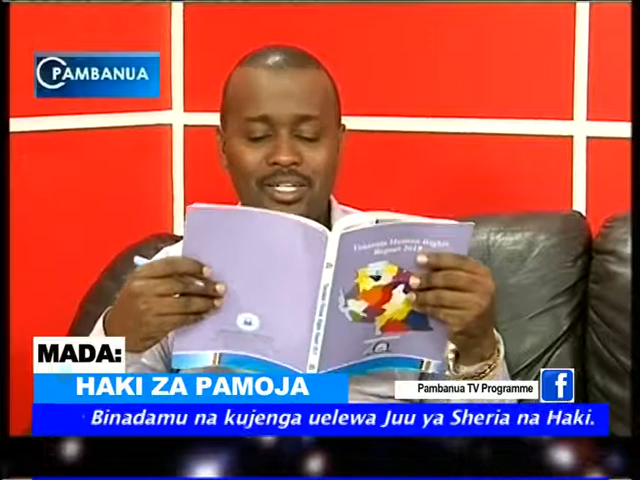 PAMBANUA
Tanzania Human Rights
Report 2013
MADA:
HAKI ZA PAMOJA
Pambanua TV Programme f
Binadamu na kujenga uelewa Juu ya Sheria na Haki.